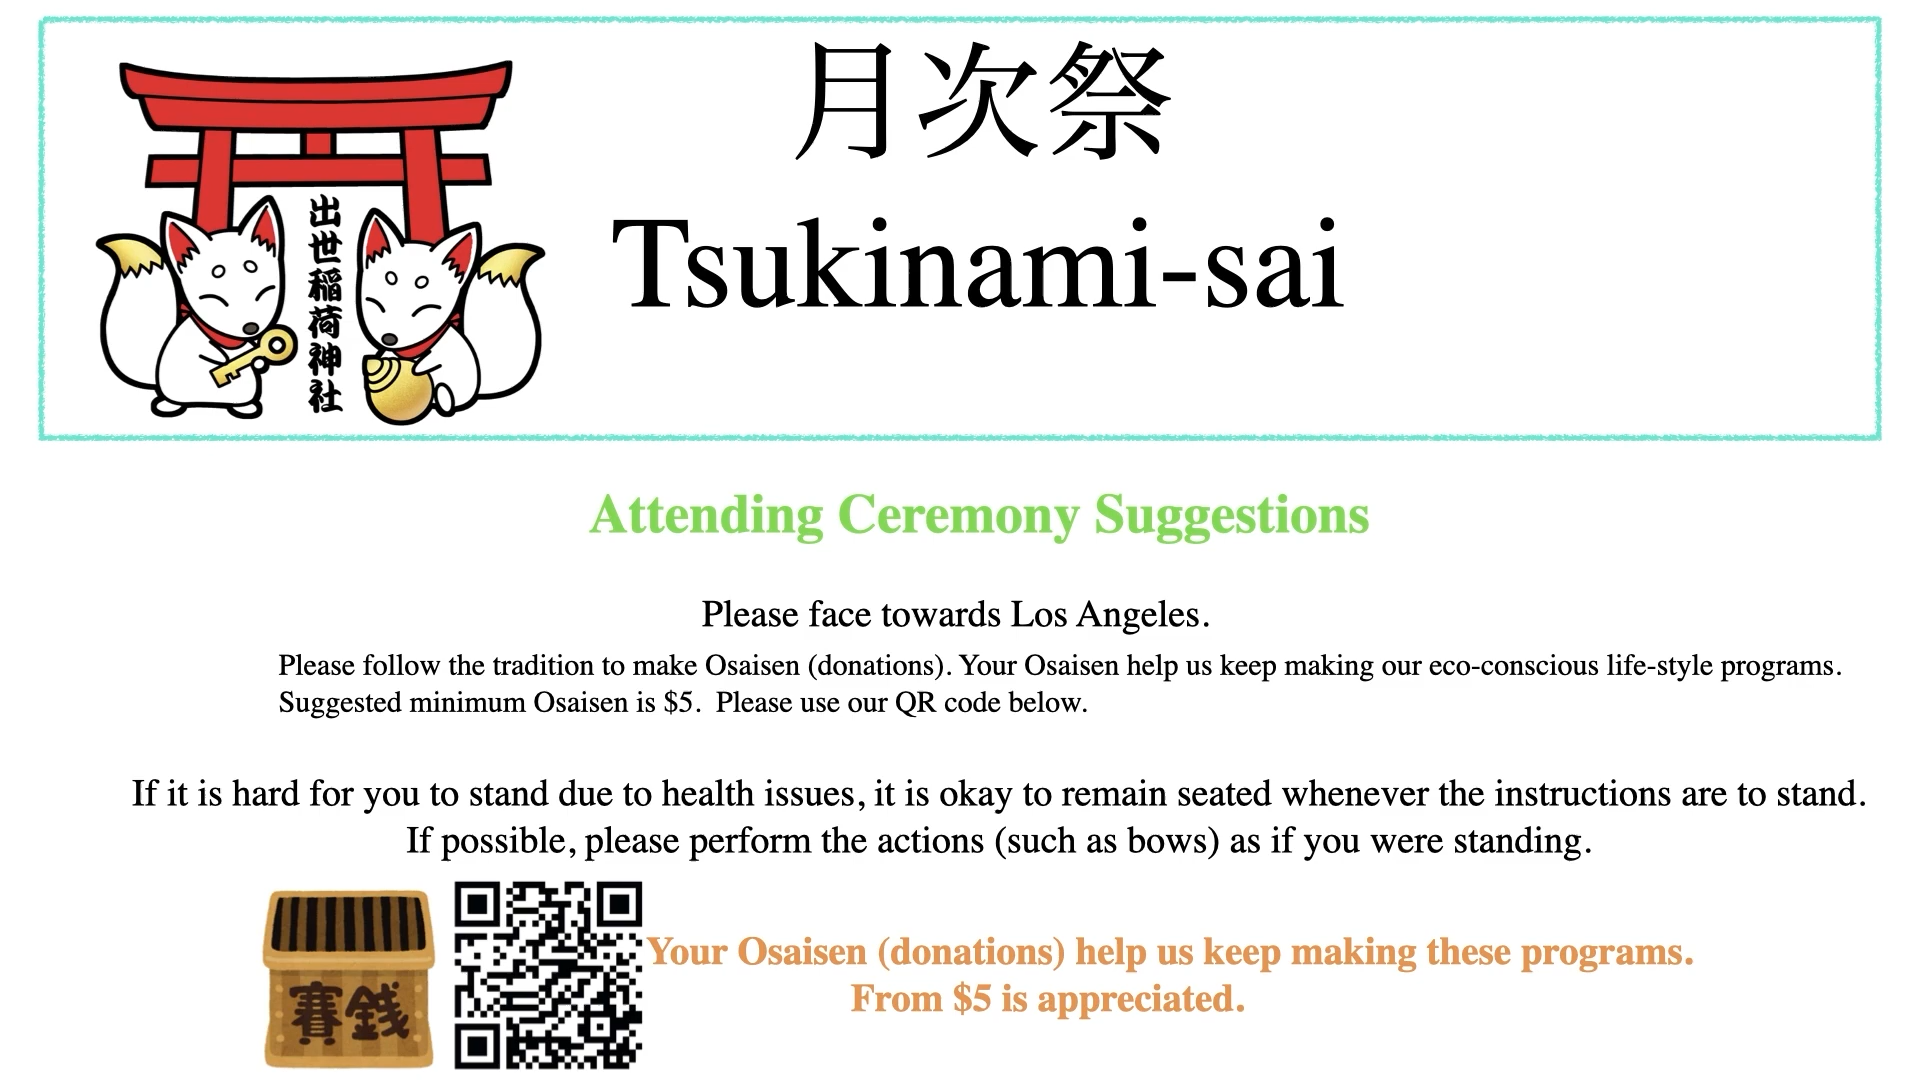 月次祭
Tsukinami-sai
出世稲荷神社
Attending Ceremony Suggestions
Please face towards Los Angeles.
Please follow the tradition to make Osaisen (donations). Your Osaisen help us keep making our eco-conscious life-style programs.
Suggested minimum Osaisen is $5.  Please use our QR code below.
If it is hard for you to stand due to health issues, it is okay to remain seated whenever the instructions are to stand.
If possible, please perform the actions (such as bows) as if you were standing.
賽銭
Your Osaisen (donations) help us keep making these programs.
From $5 is appreciated.